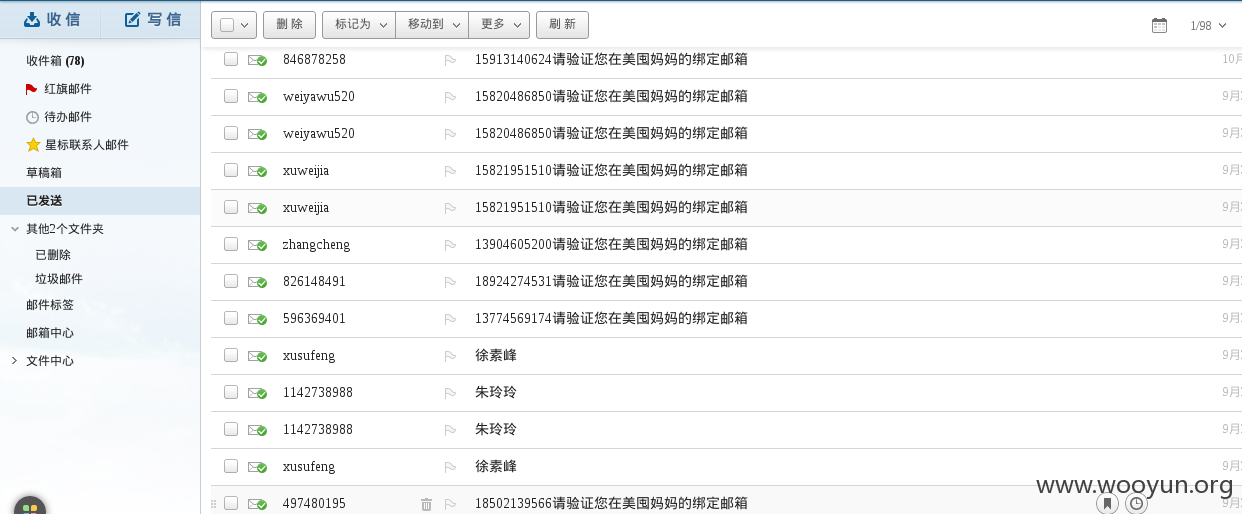 收 信 写 信
收件箱 (78)
红旗邮件
待办邮件
星标联系人邮件
草稿箱
已发送
其他2个文件夹
已删除
垃圾邮件
邮件标签
邮箱中心
文件中心
删 除 标记为 移动到 更多 刷 新 1/98
846878258 15913140624请验证您在美囤妈妈的绑定邮箱 10月
weiyawu520 15820486850请验证您在美囤妈妈的绑定邮箱 9月
weiyawu520 15820486850请验证您在美囤妈妈的绑定邮箱 9月
xuweijia 15821951510请验证您在美囤妈妈的绑定邮箱 9月
xuweijia 15821951510请验证您在美囤妈妈的绑定邮箱 9月
zhangcheng 13904605200请验证您在美囤妈妈的绑定邮箱 9月
826148491 18924274531请验证您在美囤妈妈的绑定邮箱 9月
596369401 13774569174请验证您在美囤妈妈的绑定邮箱 9月
xusufeng 徐素峰 9月
1142738988 朱玲玲 9月
1142738988 朱玲玲 9月
xusufeng 徐素峰 9月
497480195 18502139566请验证您在美囤妈妈的绑定邮箱 9月
www.wooyun.org